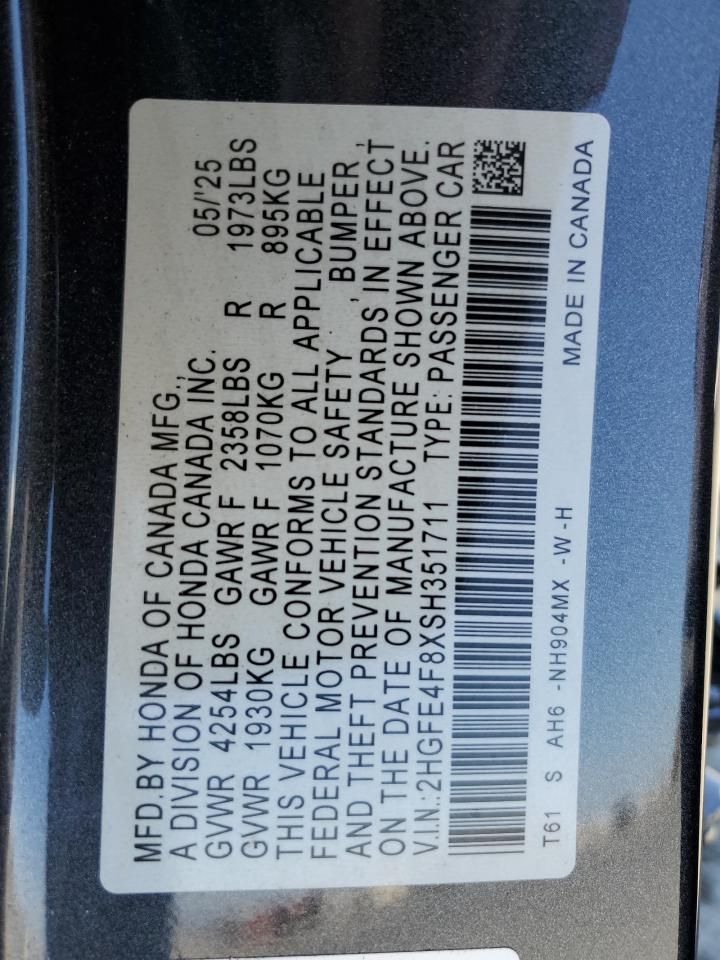 MFD.BY HONDA OF CANADA MFG.,
A DIVISION OF HONDA CANADA INC. 05/'25
GVWR 4254LBS GAWR F 2358LBS R 1973LBS
GVWR 1930KG GAWR F 1070KG R 895KG
THIS VEHICLE CONFORMS TO ALL APPLICABLE
FEDERAL MOTOR VEHICLE SAFETY , BUMPER ,
AND THEFT PREVENTION STANDARDS IN EFFECT
ON THE DATE OF MANUFACTURE SHOWN ABOVE.
V.I.N.:2HGFE4F8XSH351711 TYPE: PASSENGER CAR
T61 S AH6 -NH904MX -W-H MADE IN CANADA